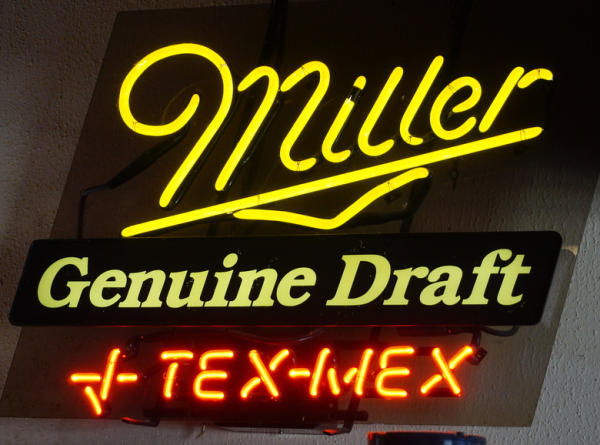 Miller
Genuine Draft
TEX-MEX